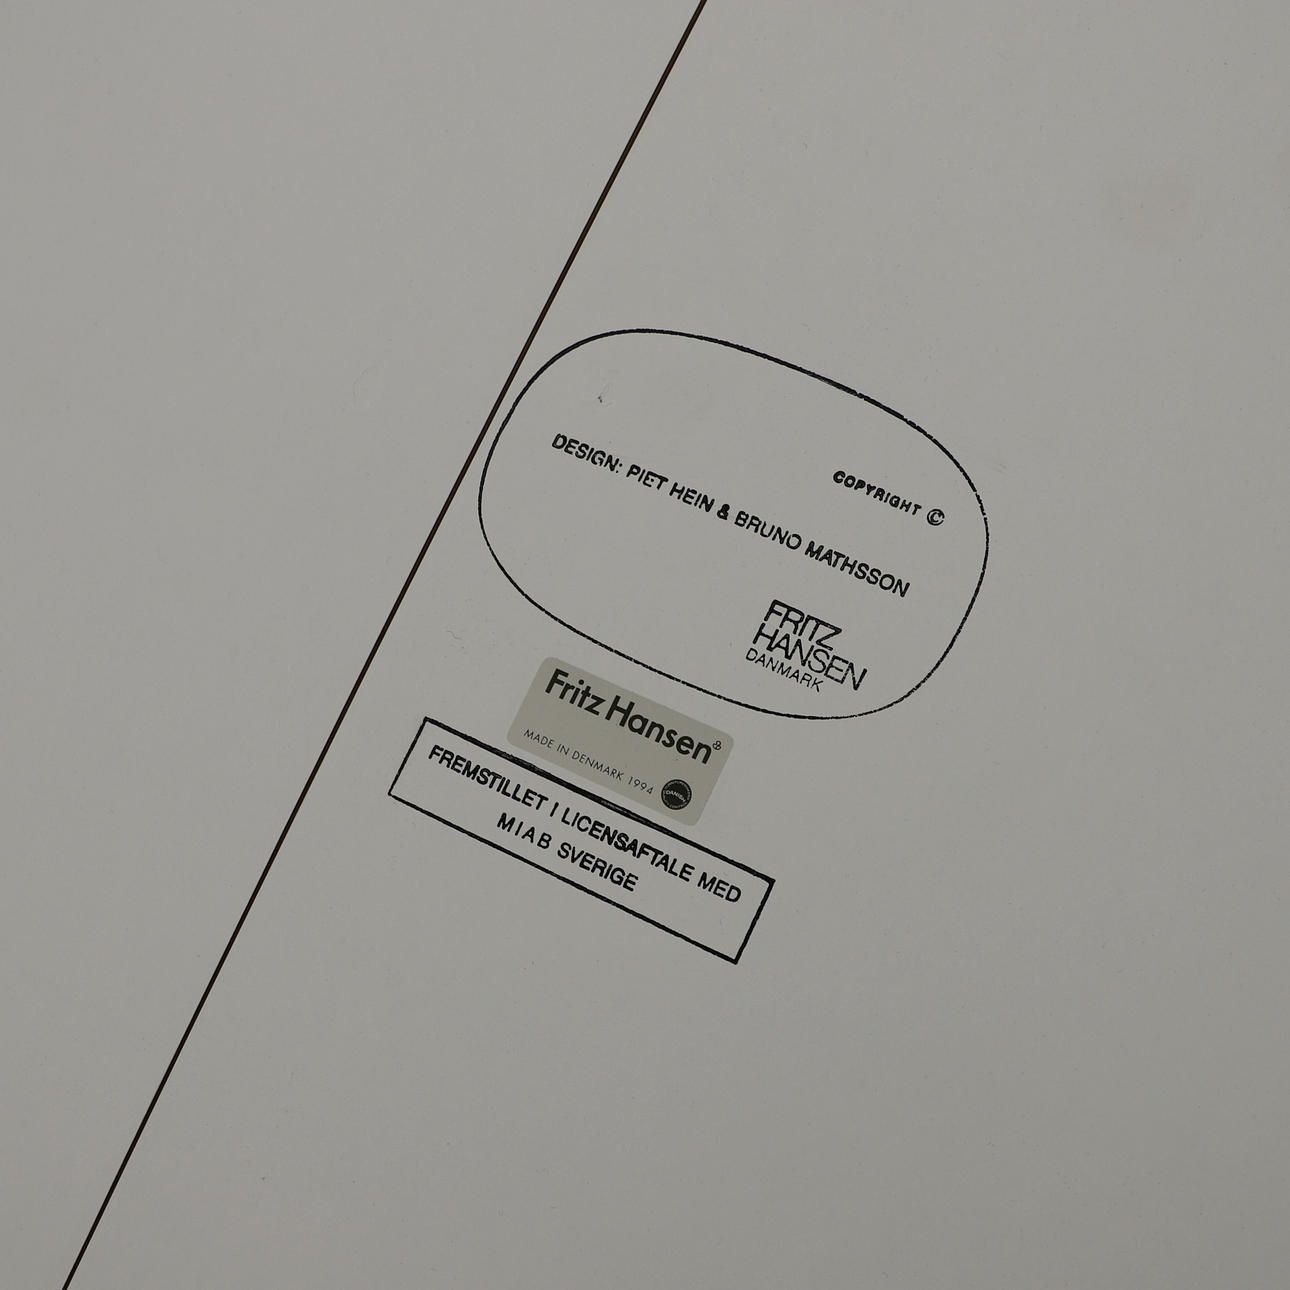 COPYRIGHT ©
DESIGN: PIET HEIN & BRUNO MATHSSON
FRITZ
HANSEN
DANMARK
Fritz Hansen
MADE IN DENMARK 1994
DANISH
FREMSTILLET I LICENSAFTALE MED
MIAB SVERIGE